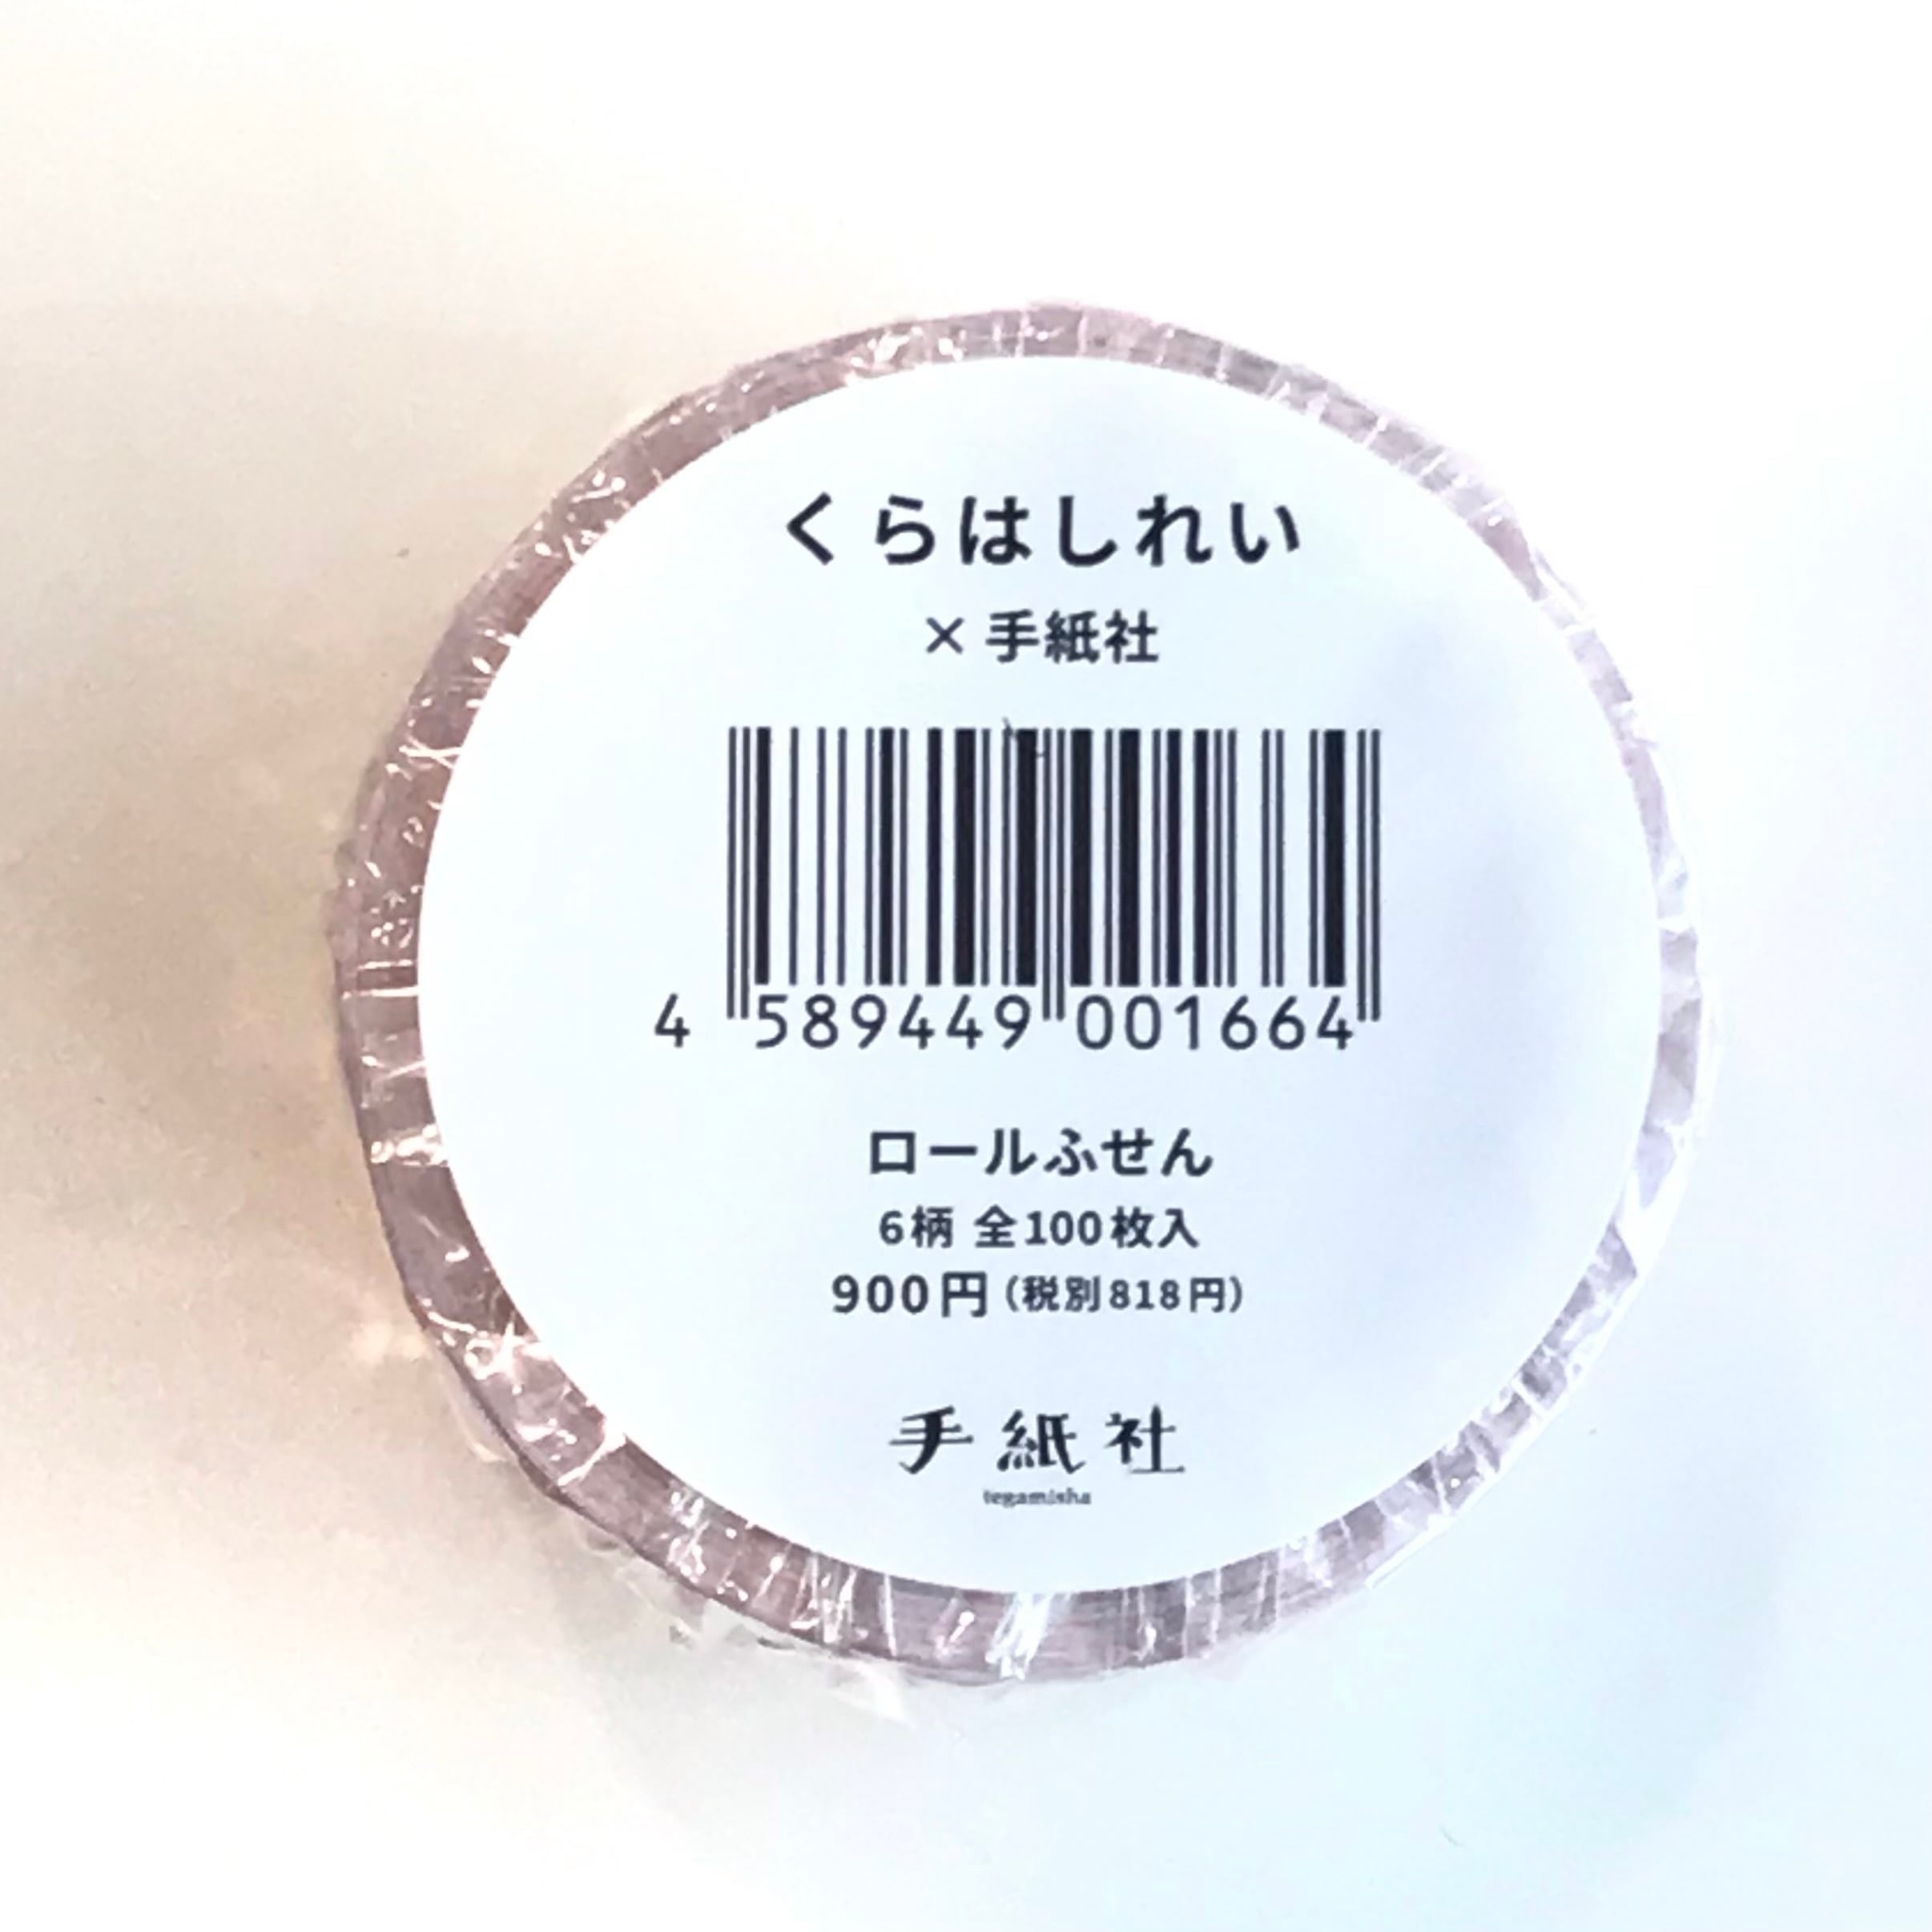 くらはしれい
× 手紙社
4 589449 001664
ロールふせん
6柄 全100枚入
900円(税別818円)
手紙社
tegamisha